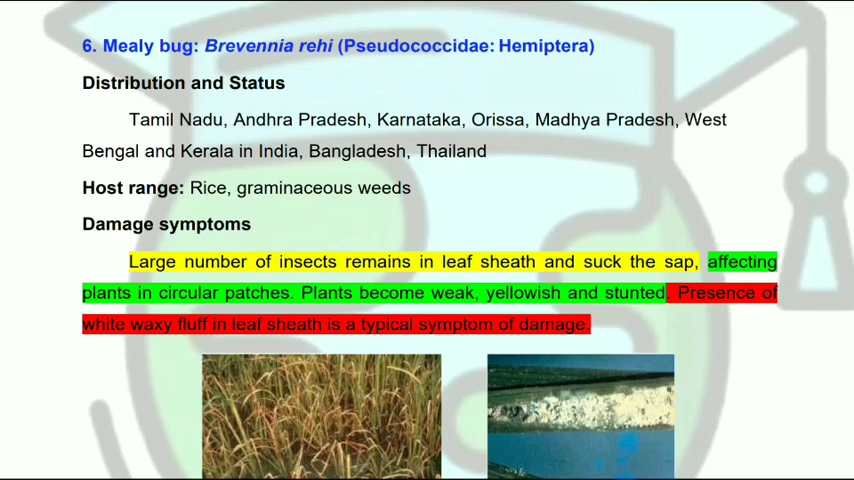 6. Mealy bug: Brevennia rehi (Pseudococcidae: Hemiptera)
Distribution and Status
Tamil Nadu, Andhra Pradesh, Karnataka, Orissa, Madhya Pradesh, West
Bengal and Kerala in India, Bangladesh, Thailand
Host range: Rice, graminaceous weeds
Damage symptoms
Large number of insects remains in leaf sheath and suck the sap, affecting
plants in circular patches. Plants become weak, yellowish and stunted. Presence of
white waxy fluff in leaf sheath is a typical symptom of damage.